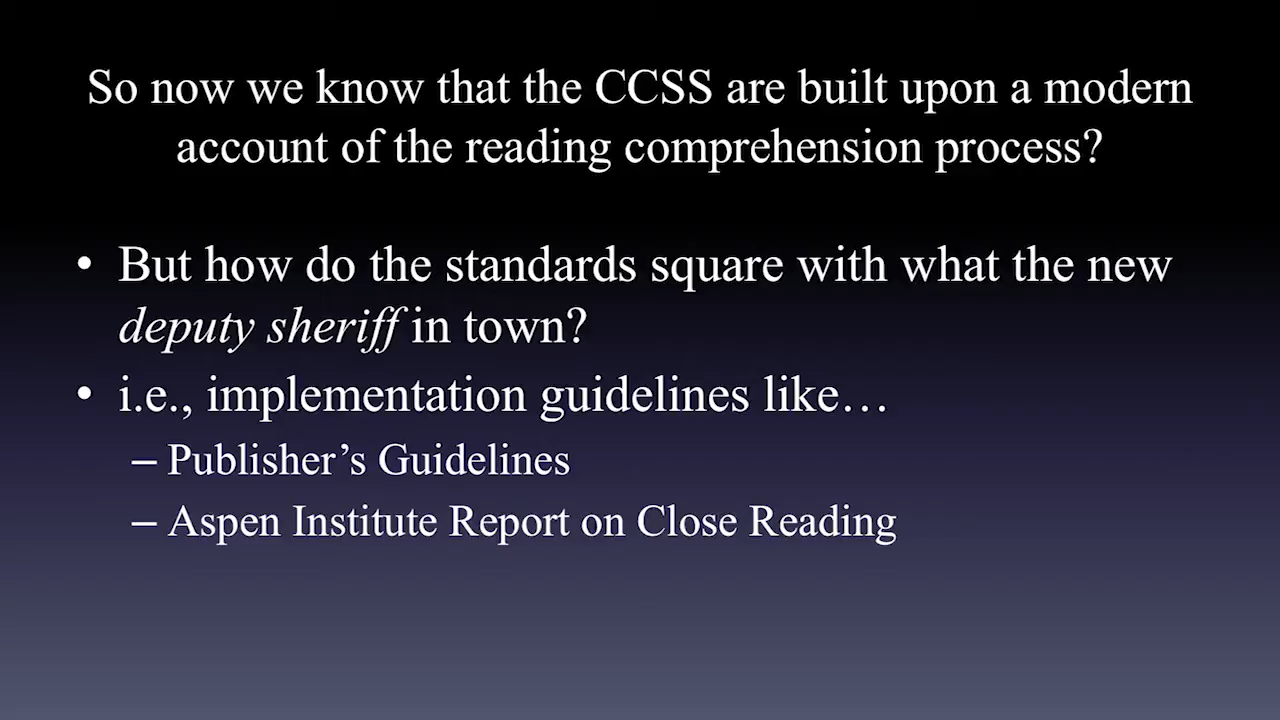 So now we know that the CCSS are built upon a modern
account of the reading comprehension process?
• But how do the standards square with what the new
deputy sheriff in town?
• i.e., implementation guidelines like…
– Publisher’s Guidelines
– Aspen Institute Report on Close Reading